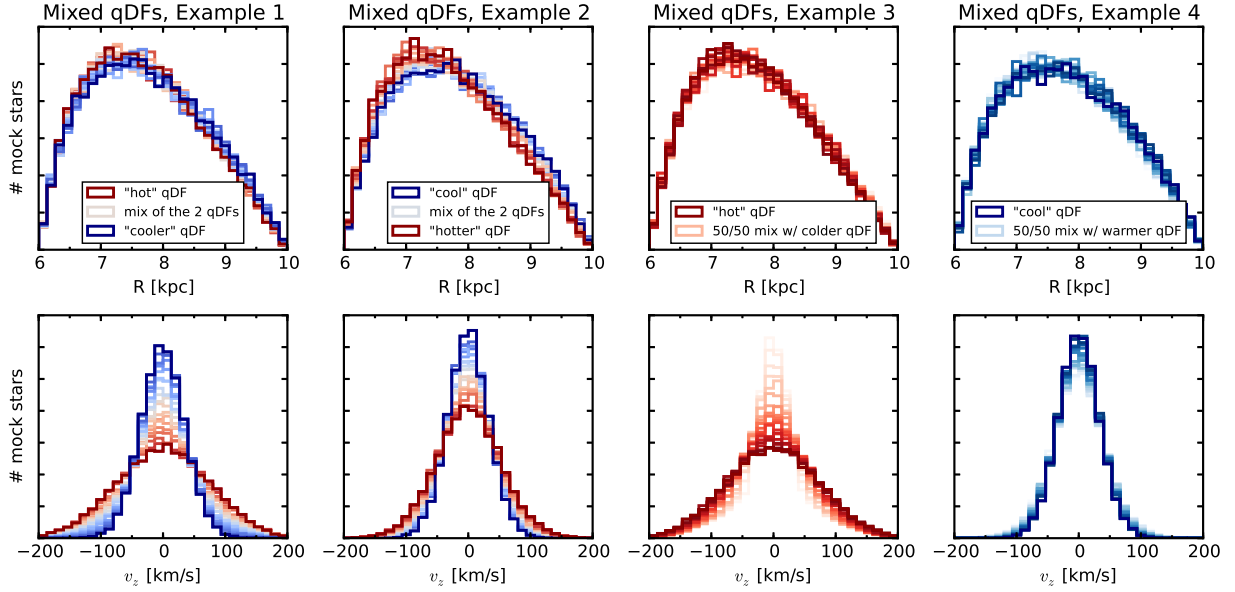 Mixed qDFs, Example 1
Mixed qDFs, Example 2
Mixed qDFs, Example 3
Mixed qDFs, Example 4
# mock stars
"hot" qDF
mix of the 2 qDFs
"cooler" qDF
"cool" qDF
mix of the 2 qDFs
"hotter" qDF
"hot" qDF
50/50 mix w/ colder qDF
"cool" qDF
50/50 mix w/ warmer qDF
6 7 8 9 10
6 7 8 9 10
6 7 8 9 10
6 7 8 9 10
R [kpc]
R [kpc]
R [kpc]
R [kpc]
# mock stars
−200 −100 0 100 200
−200 −100 0 100 200
−200 −100 0 100 200
−200 −100 0 100 200
v_z [km/s]
v_z [km/s]
v_z [km/s]
v_z [km/s]